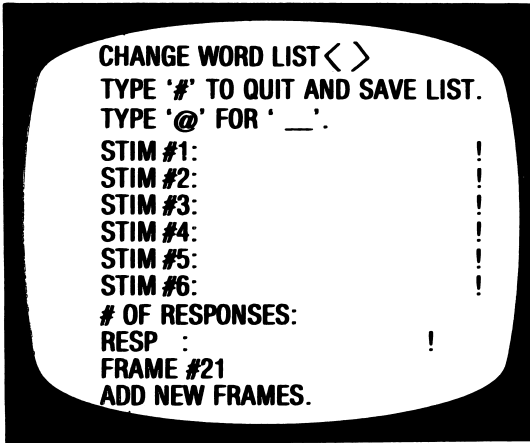 CHANGE WORD LIST< >
TYPE '#' TO QUIT AND SAVE LIST.
TYPE '@' FOR ' __'.
STIM #1: !
STIM #2: !
STIM #3: !
STIM #4: !
STIM #5: !
STIM #6: !
# OF RESPONSES:
RESP : !
FRAME #21
ADD NEW FRAMES.